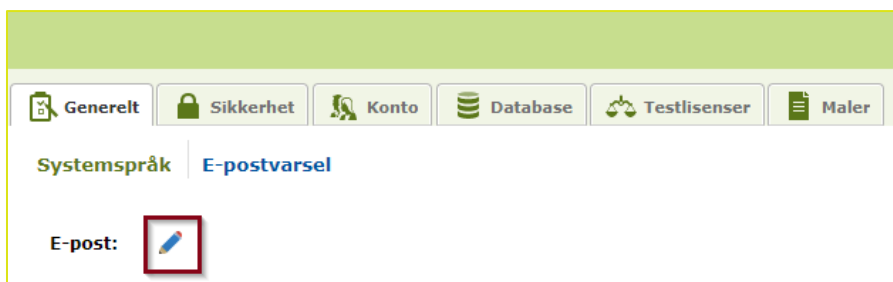 Generelt Sikkerhet Konto Database Testlisenser Maler
Systemspråk E-postvarsel
E-post: